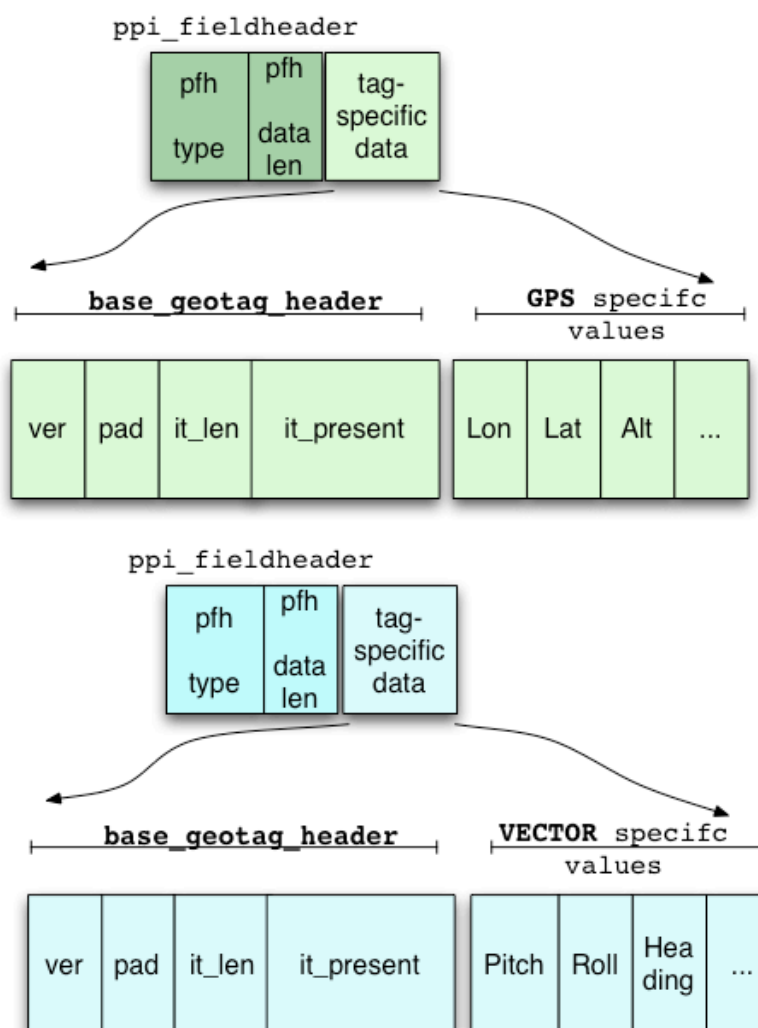 ppi_fieldheader
pfh
type
pfh
data
len
tag-
specific
data
base_geotag_header
GPS specifc
values
ver
pad
it_len
it_present
Lon
Lat
Alt
...
ppi_fieldheader
pfh
type
pfh
data
len
tag-
specific
data
base_geotag_header
VECTOR specifc
values
ver
pad
it_len
it_present
Pitch
Roll
Hea
ding
...